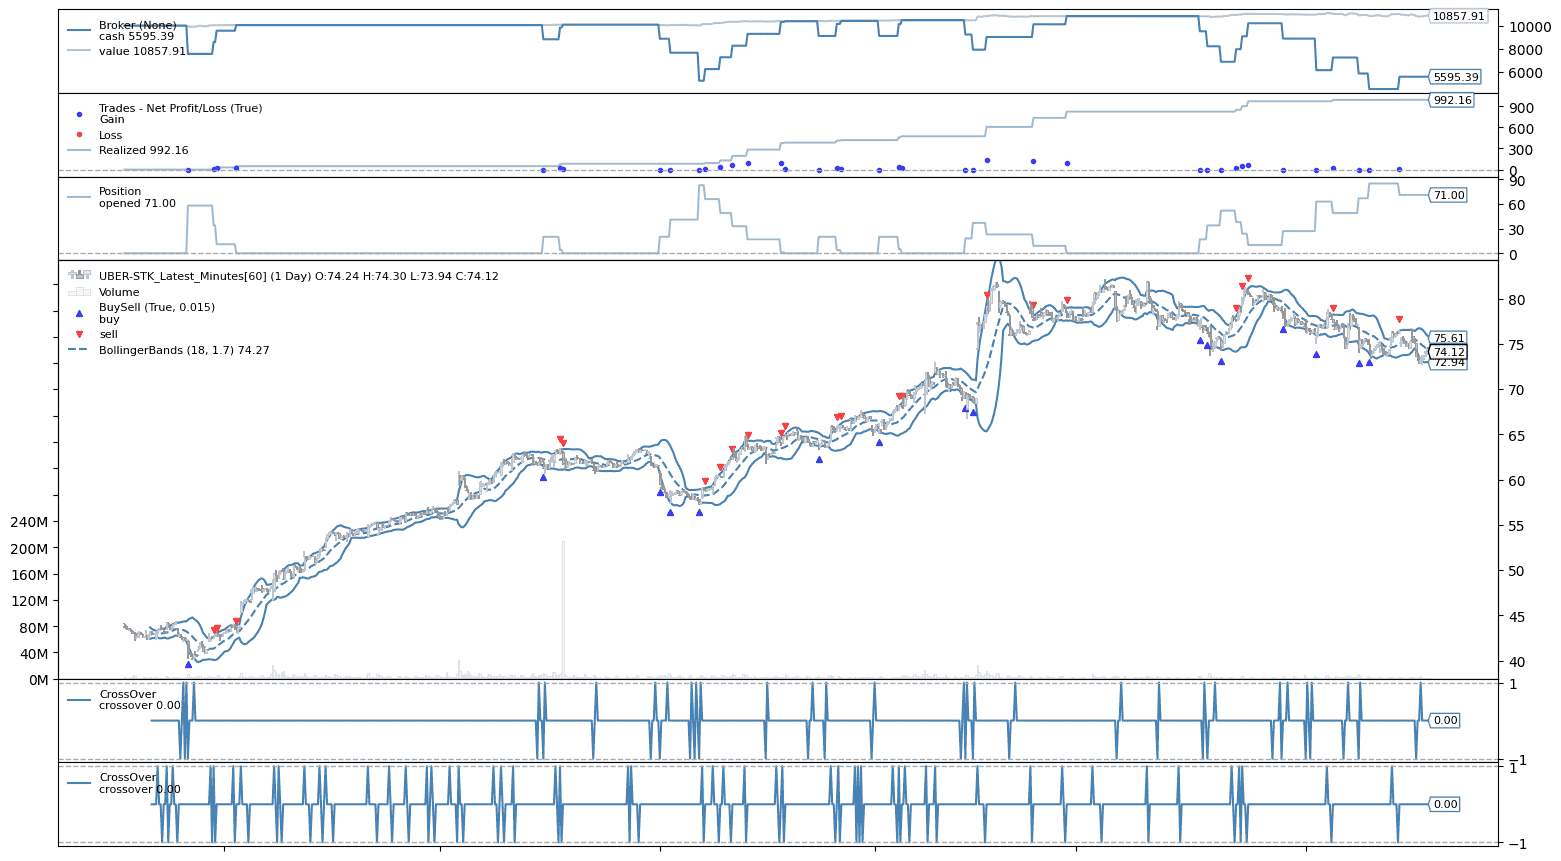 Broker (None)
cash 5595.39
value 10857.91
10857.91
10000
8000
6000
5595.39
Trades - Net Profit/Loss (True)
Gain
Loss
Realized 992.16
992.16
900
600
300
0
Position
opened 71.00
90
71.00
60
30
0
UBER-STK_Latest_Minutes[60] (1 Day) O:74.24 H:74.30 L:73.94 C:74.12
Volume
BuySell (True, 0.015)
buy
sell
BollingerBands (18, 1.7) 74.27
80
75.61
75
74.12
72.94
70
65
60
55
50
45
40
240M
200M
160M
120M
80M
40M
0M
CrossOver
crossover 0.00
1
0.00
−1
CrossOver
crossover 0.00
1
0.00
−1